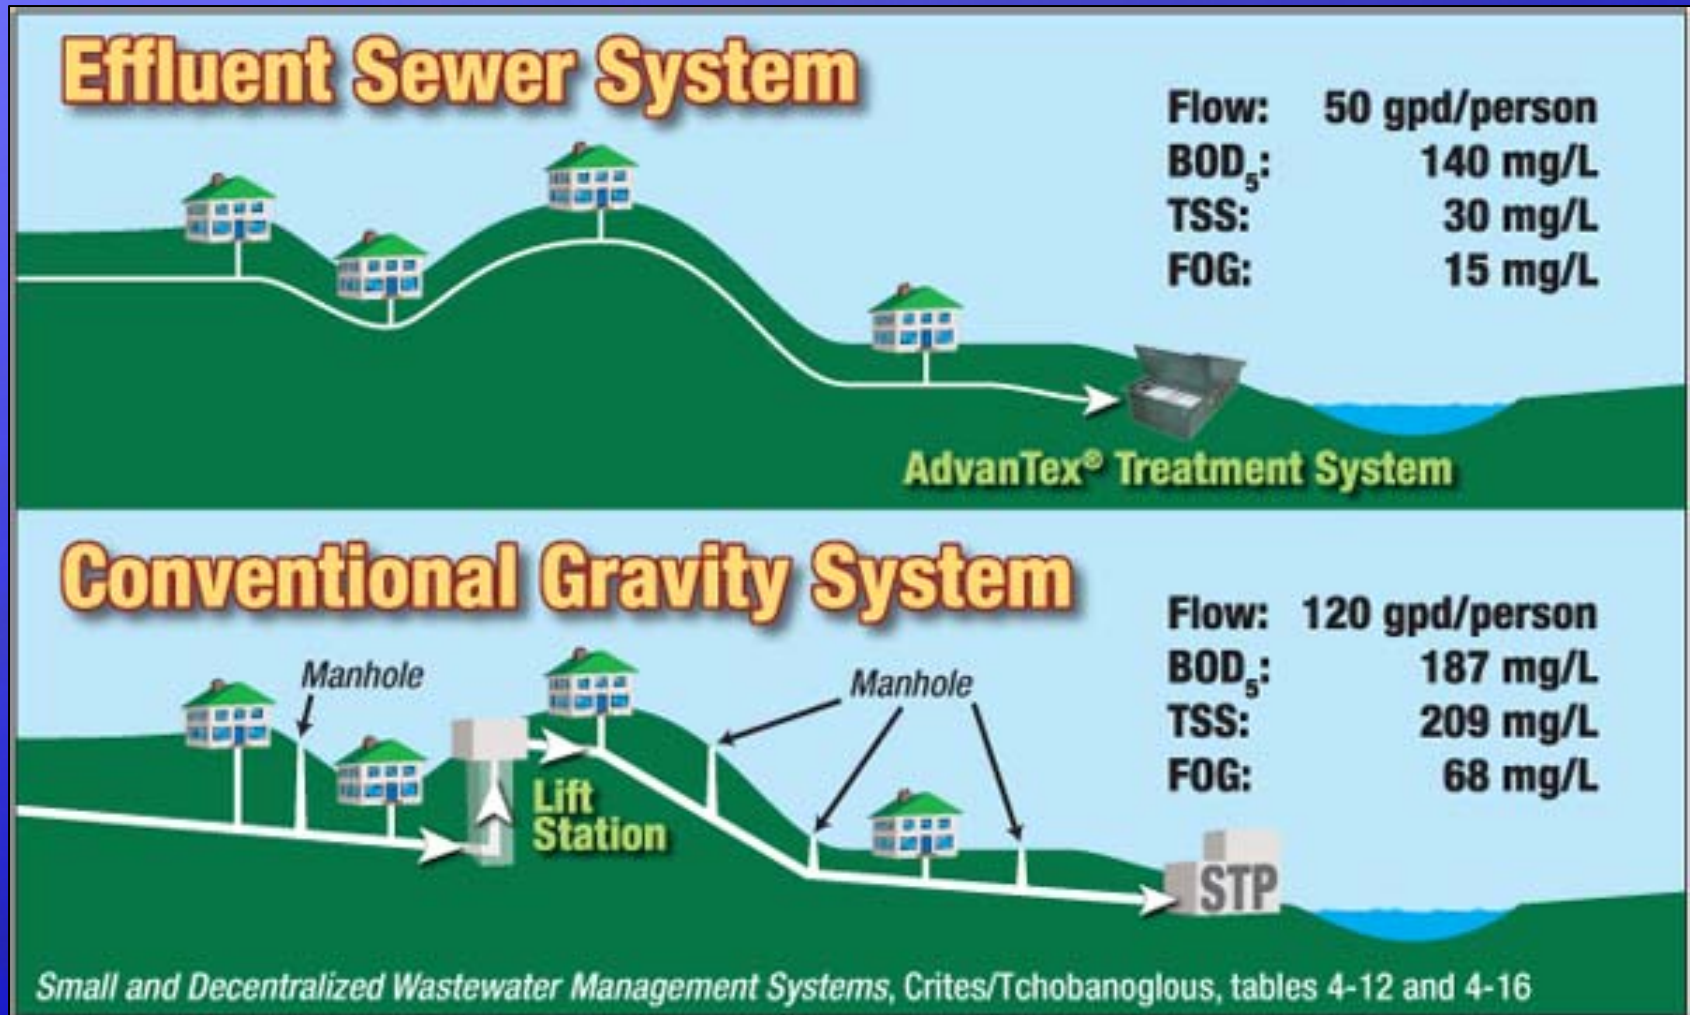 Effluent Sewer System
Flow: 50 gpd/person
BOD₅: 140 mg/L
TSS: 30 mg/L
FOG: 15 mg/L
AdvanTex® Treatment System
Conventional Gravity System
Flow: 120 gpd/person
BOD₅: 187 mg/L
TSS: 209 mg/L
FOG: 68 mg/L
Manhole
Manhole
Lift
Station
STP
Small and Decentralized Wastewater Management Systems, Crites/Tchobanoglous, tables 4-12 and 4-16